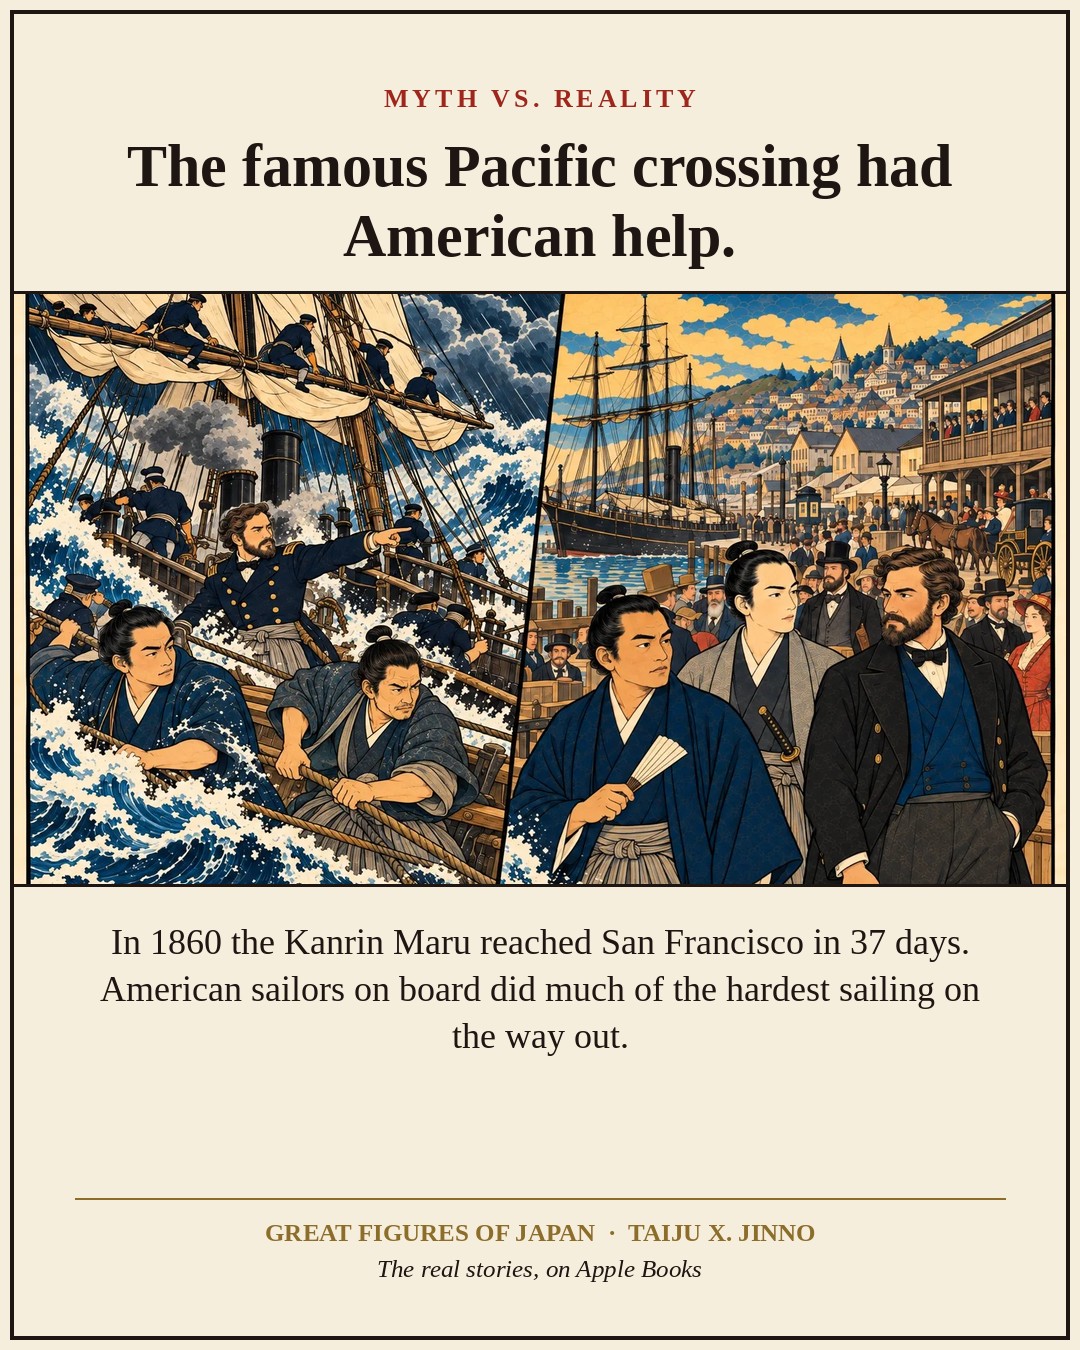 MYTH VS. REALITY
The famous Pacific crossing had
American help.
In 1860 the Kanrin Maru reached San Francisco in 37 days.
American sailors on board did much of the hardest sailing on
the way out.
GREAT FIGURES OF JAPAN · TAIJU X. JINNO
The real stories, on Apple Books